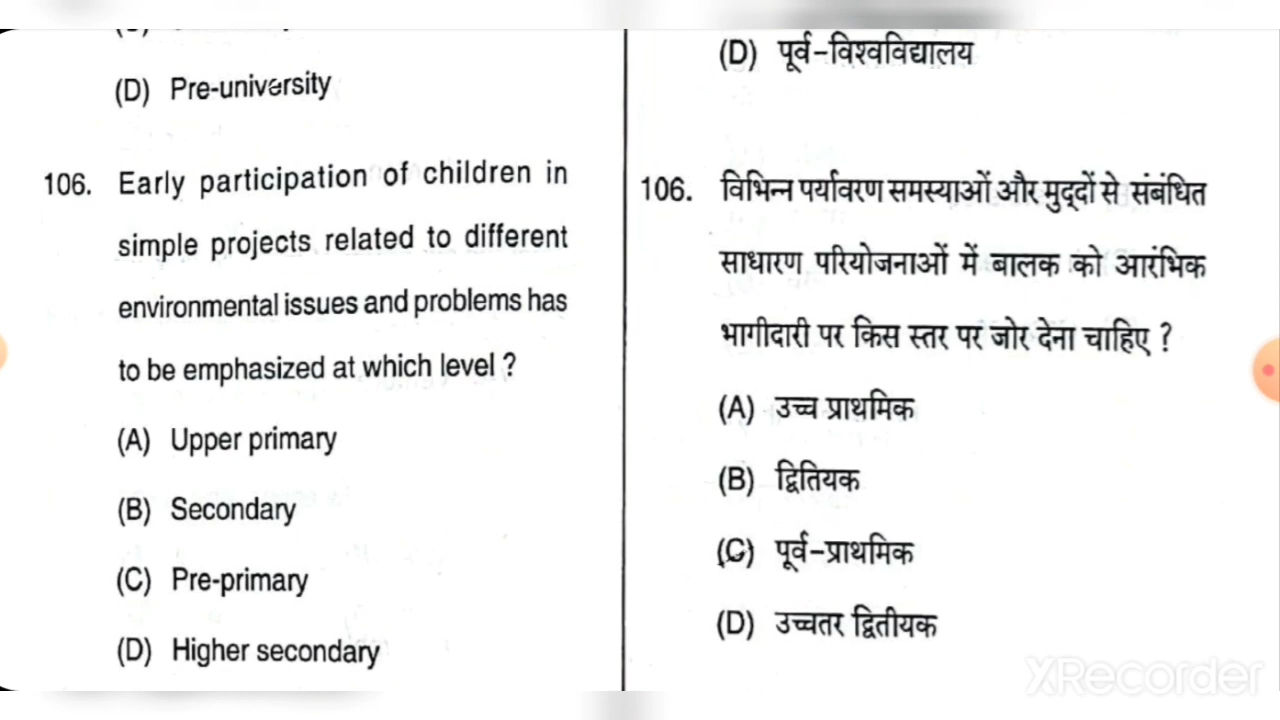 (D) Pre-university
106. Early participation of children in
simple projects related to different
environmental issues and problems has
to be emphasized at which level ?
(A) Upper primary
(B) Secondary
(C) Pre-primary
(D) Higher secondary
(D) पूर्व-विश्वविद्यालय
106. विभिन्न पर्यावरण समस्याओं और मुद्दों से संबंधित
साधारण परियोजनाओं में बालक को आरंभिक
भागीदारी पर किस स्तर पर जोर देना चाहिए ?
(A) उच्च प्राथमिक
(B) द्वितियक
(C) पूर्व-प्राथमिक
(D) उच्चतर द्वितीयक
XRecorder